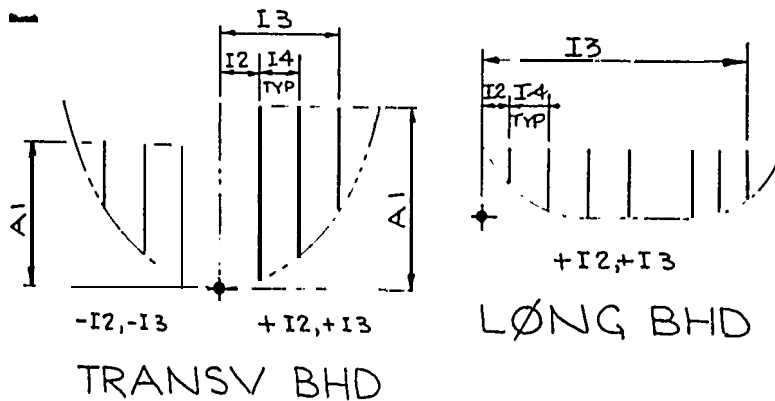 I3
I2 I4
TYP
A1
A1
-I2,-I3
+I2,+I3
TRANSV BHD
I3
I2 I4
TYP
+I2,+I3
LØNG BHD